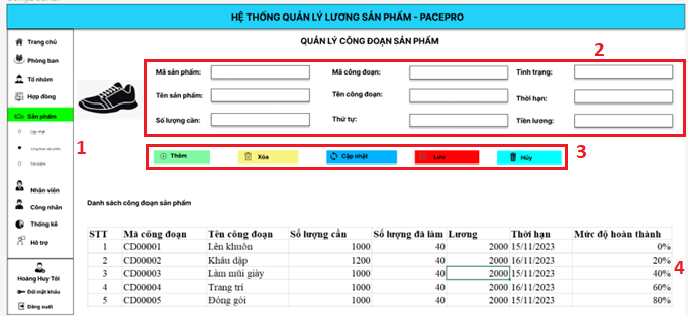 HỆ THỐNG QUẢN LÝ LƯƠNG SẢN PHẨM - PACEPRO
QUẢN LÝ CÔNG ĐOẠN SẢN PHẨM
2
Trang chủ
Phòng ban
Tổ nhóm
Hợp đồng
Sản phẩm
Cập nhật
Công đoạn sản phẩm
Tìm kiếm
1
Nhân viên
Công nhân
Thống kê
Hỗ trợ
Hoàng Huy Tới
Đổi mật khẩu
Đăng xuất
Mã sản phẩm: Mã công đoạn: Tình trạng:
Tên sản phẩm: Tên công đoạn: Thời hạn:
Số lượng cần: Thứ tự: Tiền lương:
Thêm Xóa Cập nhật Lưu Hủy
3
Danh sách công đoạn sản phẩm
STT Mã công đoạn Tên công đoạn Số lượng cần Số lượng đã làm Lương Thời hạn Mức độ hoàn thành
1 CD00001 Lên khuôn 1000 40 2000 15/11/2023 0%
2 CD00002 Khâu dập 1200 40 2000 16/11/2023 20%
3 CD00003 Làm mũi giày 1000 40 2000 15/11/2023 40%
4 CD00004 Trang trí 1000 40 2000 16/11/2023 60%
5 CD00005 Đóng gói 1000 40 2000 15/11/2023 80%
4